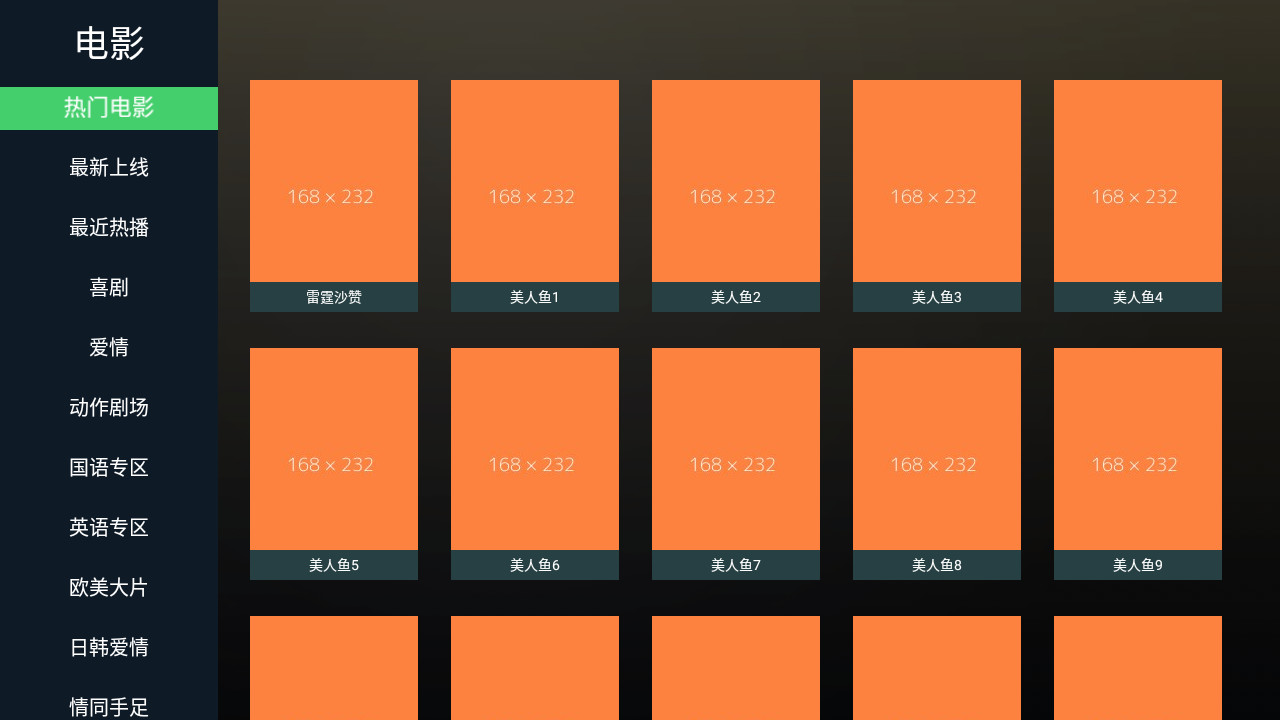 电影
热门电影
最新上线
最近热播
喜剧
爱情
动作剧场
国语专区
英语专区
欧美大片
日韩爱情
情同手足
168 × 232
168 × 232
168 × 232
168 × 232
168 × 232
雷霆沙赞
美人鱼1
美人鱼2
美人鱼3
美人鱼4
168 × 232
168 × 232
168 × 232
168 × 232
168 × 232
美人鱼5
美人鱼6
美人鱼7
美人鱼8
美人鱼9